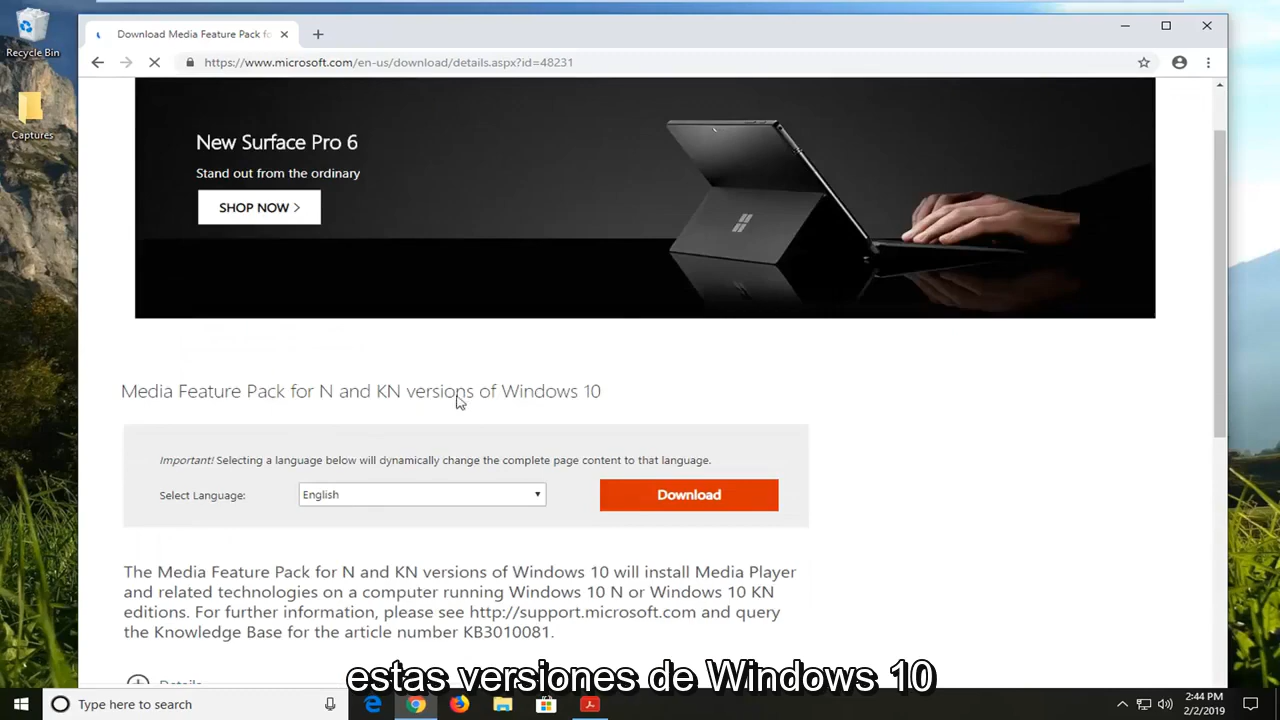 Download Media Feature Pack fo
https://www.microsoft.com/en-us/download/details.aspx?id=48231
Recycle Bin
Captures
New Surface Pro 6
Stand out from the ordinary
SHOP NOW >
Media Feature Pack for N and KN versions of Windows 10
Important! Selecting a language below will dynamically change the complete page content to that language.
Select Language:
English
Download
The Media Feature Pack for N and KN versions of Windows 10 will install Media Player
and related technologies on a computer running Windows 10 N or Windows 10 KN
editions. For further information, please see http://support.microsoft.com and query
the Knowledge Base for the article number KB3010081.
Details
estas versiones de Windows 10
Type here to search
2:44 PM
2/2/2019